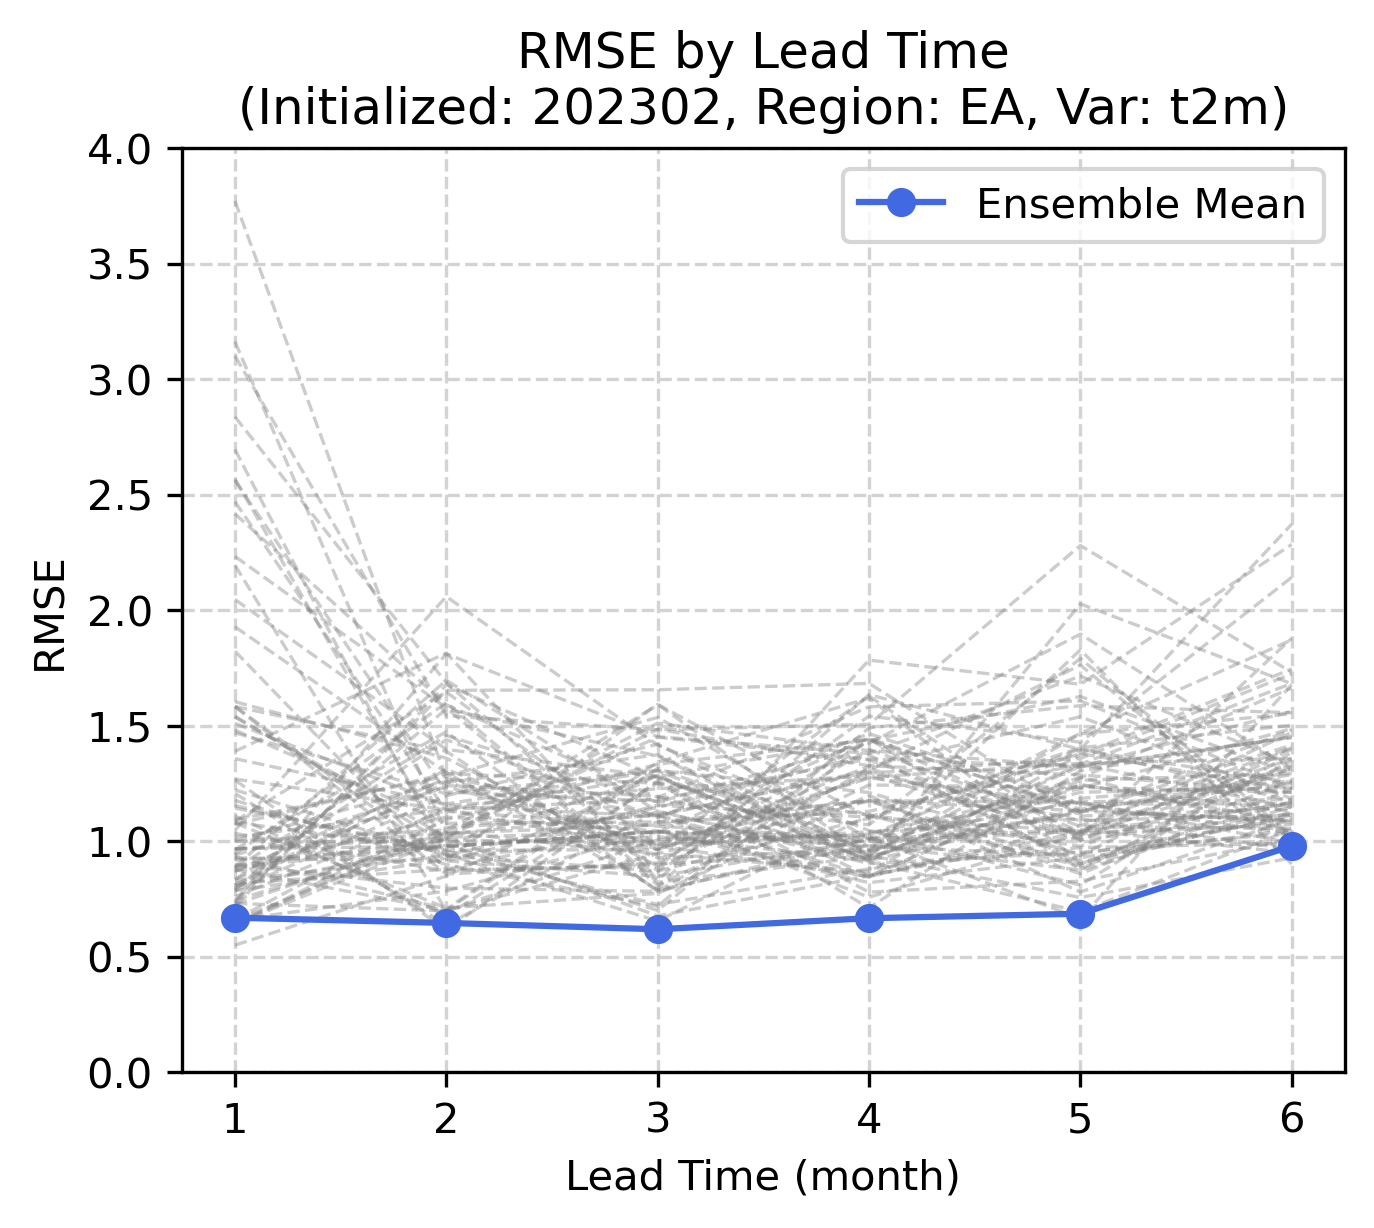 RMSE by Lead Time
(Initialized: 202302, Region: EA, Var: t2m)
4.0
3.5
3.0
2.5
2.0
1.5
1.0
0.5
0.0
RMSE
Ensemble Mean
1 2 3 4 5 6
Lead Time (month)